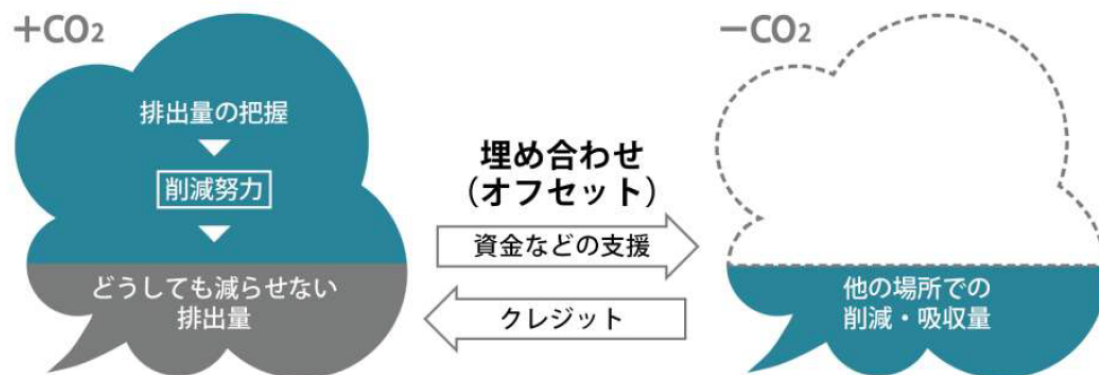 +CO₂
排出量の把握
削減努力
どうしても減らせない
排出量
埋め合わせ
(オフセット)
資金などの支援
クレジット
－CO₂
他の場所での
削減・吸収量